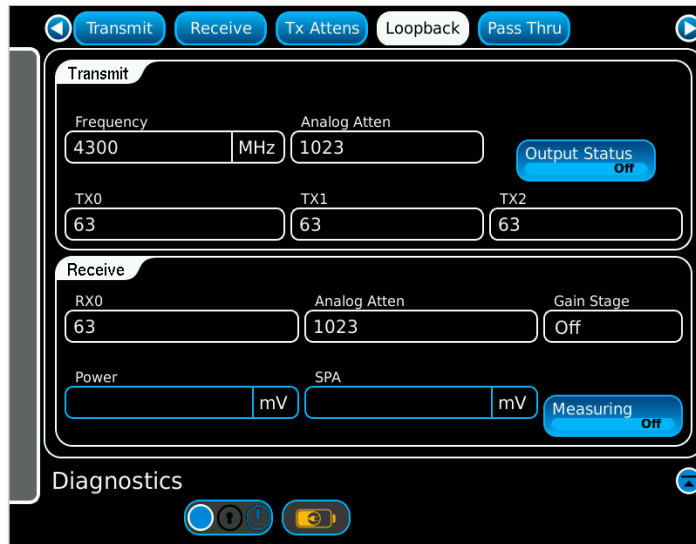 Transmit Receive Tx Attens Loopback Pass Thru
Transmit
Frequency Analog Atten
4300 MHz 1023
Output Status
Off
TX0 TX1 TX2
63 63 63
Receive
RX0 Analog Atten Gain Stage
63 1023 Off
Power SPA
mV mV
Measuring
Off
Diagnostics